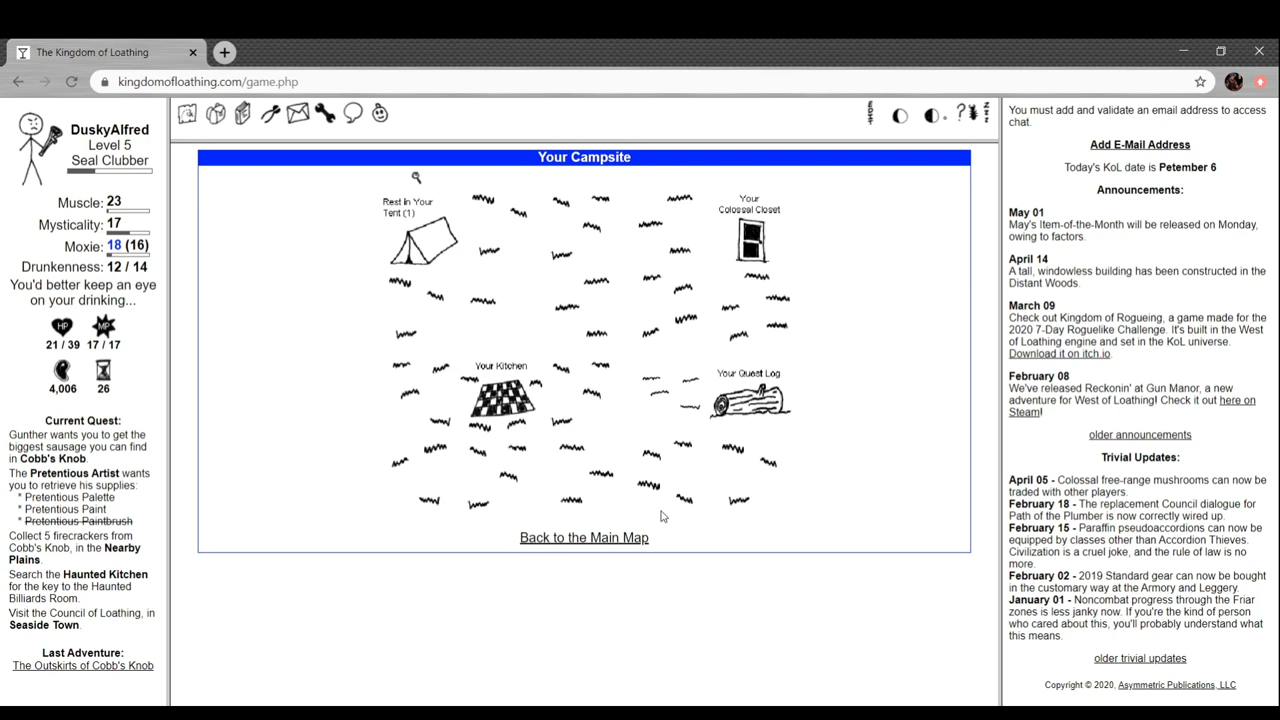 The Kingdom of Loathing
kingdomofloathing.com/game.php
DuskyAlfred
Level 5
Seal Clubber
Muscle: 23
Mysticality: 17
Moxie: 18 (16)
Drunkenness: 12 / 14
You'd better keep an eye
on your drinking...
HP MP
21 / 39 17 / 17
4,006 26
Current Quest:
Gunther wants you to get the
biggest sausage you can find
in Cobb's Knob.
The Pretentious Artist wants
you to retrieve his supplies:
* Pretentious Palette
* Pretentious Paint
* Pretentious Paintbrush
Collect 5 firecrackers from
Cobb's Knob, in the Nearby
Plains.
Search the Haunted Kitchen
for the key to the Haunted
Billiards Room.
Visit the Council of Loathing, in
Seaside Town.
Last Adventure:
The Outskirts of Cobb's Knob
Your Campsite
Rest in Your
Tent (1)
Your
Colossal Closet
Your Kitchen
Your Quest Log
Back to the Main Map
You must add and validate an email address to access
chat.
Add E-Mail Address
Today's KoL date is Petember 6
Announcements:
May 01
May's Item-of-the-Month will be released on Monday,
owing to factors.
April 14
A tall, windowless building has been constructed in the
Distant Woods.
March 09
Check out Kingdom of Rogueing, a game made for the
2020 7-Day Roguelike Challenge. It's built in the West
of Loathing engine and set in the KoL universe.
Download it on itch.io.
February 08
We've released Reckonin' at Gun Manor, a new
adventure for West of Loathing! Check it out here on
Steam!
older announcements
Trivial Updates:
April 05 - Colossal free-range mushrooms can now be
traded with other players.
February 18 - The replacement Council dialogue for
Path of the Plumber is now correctly wired up.
February 15 - Paraffin pseudoaccordions can now be
equipped by classes other than Accordion Thieves.
Civilization is a cruel joke, and the rule of law is no
more.
February 02 - 2019 Standard gear can now be bought
in the customary way at the Armory and Leggery.
January 01 - Noncombat progress through the Friar
zones is less janky now. If you're the kind of person
who cared about this, you'll probably understand what
this means.
older trivial updates
Copyright © 2020, Asymmetric Publications, LLC